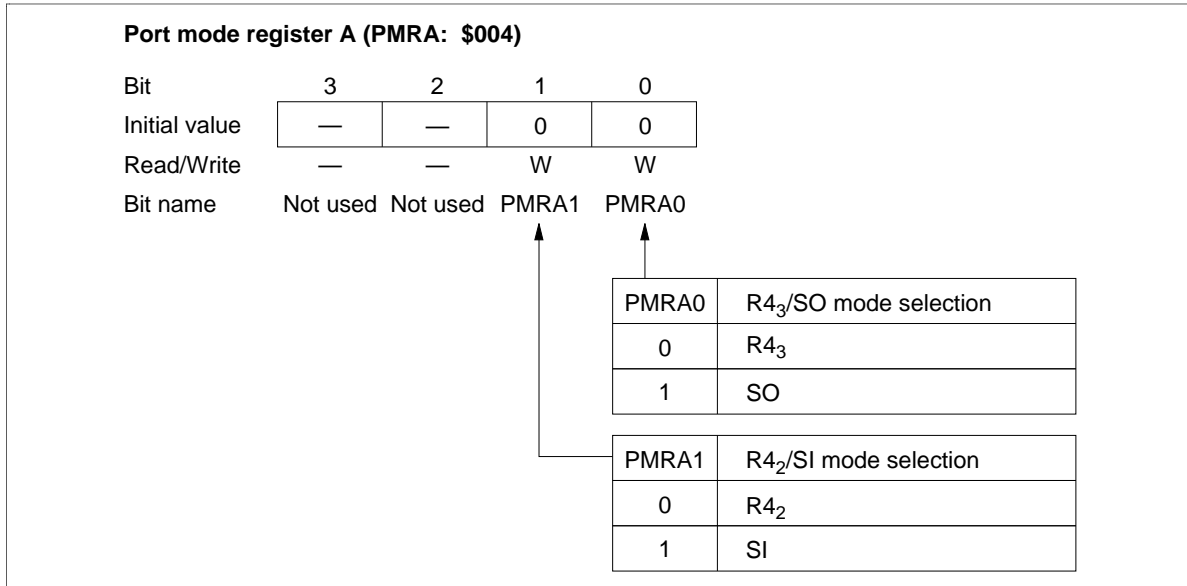 Port mode register A (PMRA: $004)
Bit 3 2 1 0
Initial value — — 0 0
Read/Write — — W W
Bit name Not used Not used PMRA1 PMRA0
PMRA0 R4₃/SO mode selection
0 R4₃
1 SO
PMRA1 R4₂/SI mode selection
0 R4₂
1 SI